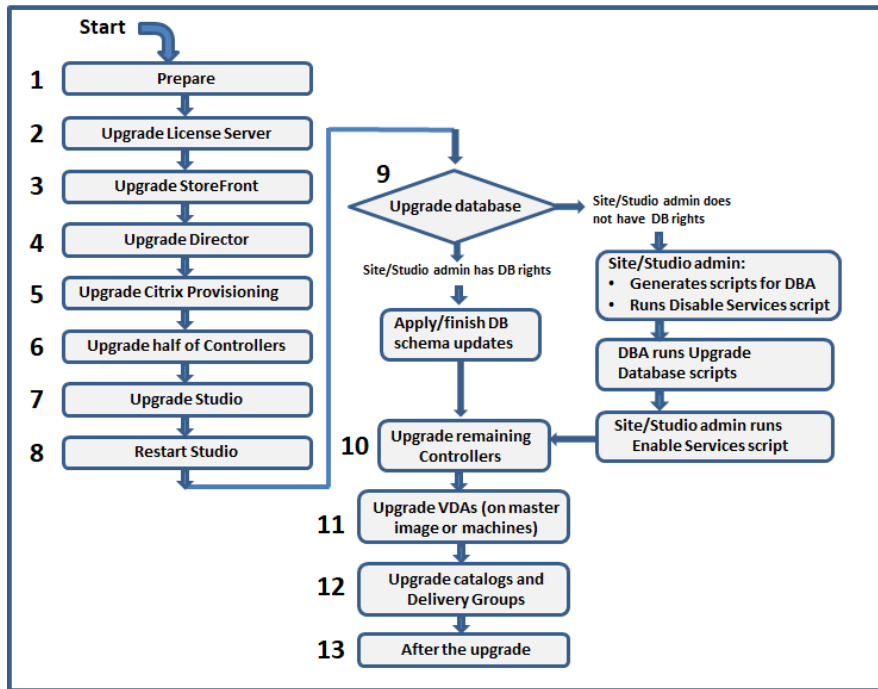 Start
1
Prepare
2
Upgrade License Server
3
Upgrade StoreFront
4
Upgrade Director
5
Upgrade Citrix Provisioning
6
Upgrade half of Controllers
7
Upgrade Studio
8
Restart Studio
9
Upgrade database
Site/Studio admin has DB rights
Apply/finish DB
schema updates
Site/Studio admin does
not have DB rights
Site/Studio admin:
• Generates scripts for DBA
• Runs Disable Services script
DBA runs Upgrade
Database scripts
Site/Studio admin runs
Enable Services script
10
Upgrade remaining
Controllers
11
Upgrade VDAs (on master
image or machines)
12
Upgrade catalogs and
Delivery Groups
13
After the upgrade